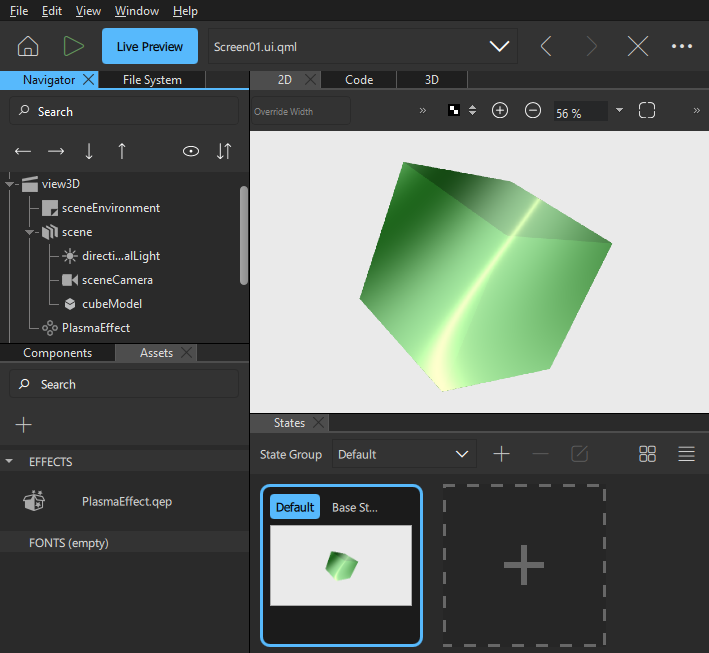 File Edit View Window Help
Live Preview Screen01.ui.qml
Navigator File System 2D Code 3D
Search Override Width » 56 % »
view3D
sceneEnvironment
scene
directi...alLight
sceneCamera
cubeModel
PlasmaEffect
Components Assets
Search
EFFECTS
PlasmaEffect.qep
FONTS (empty)
States
State Group Default
Default Base St...